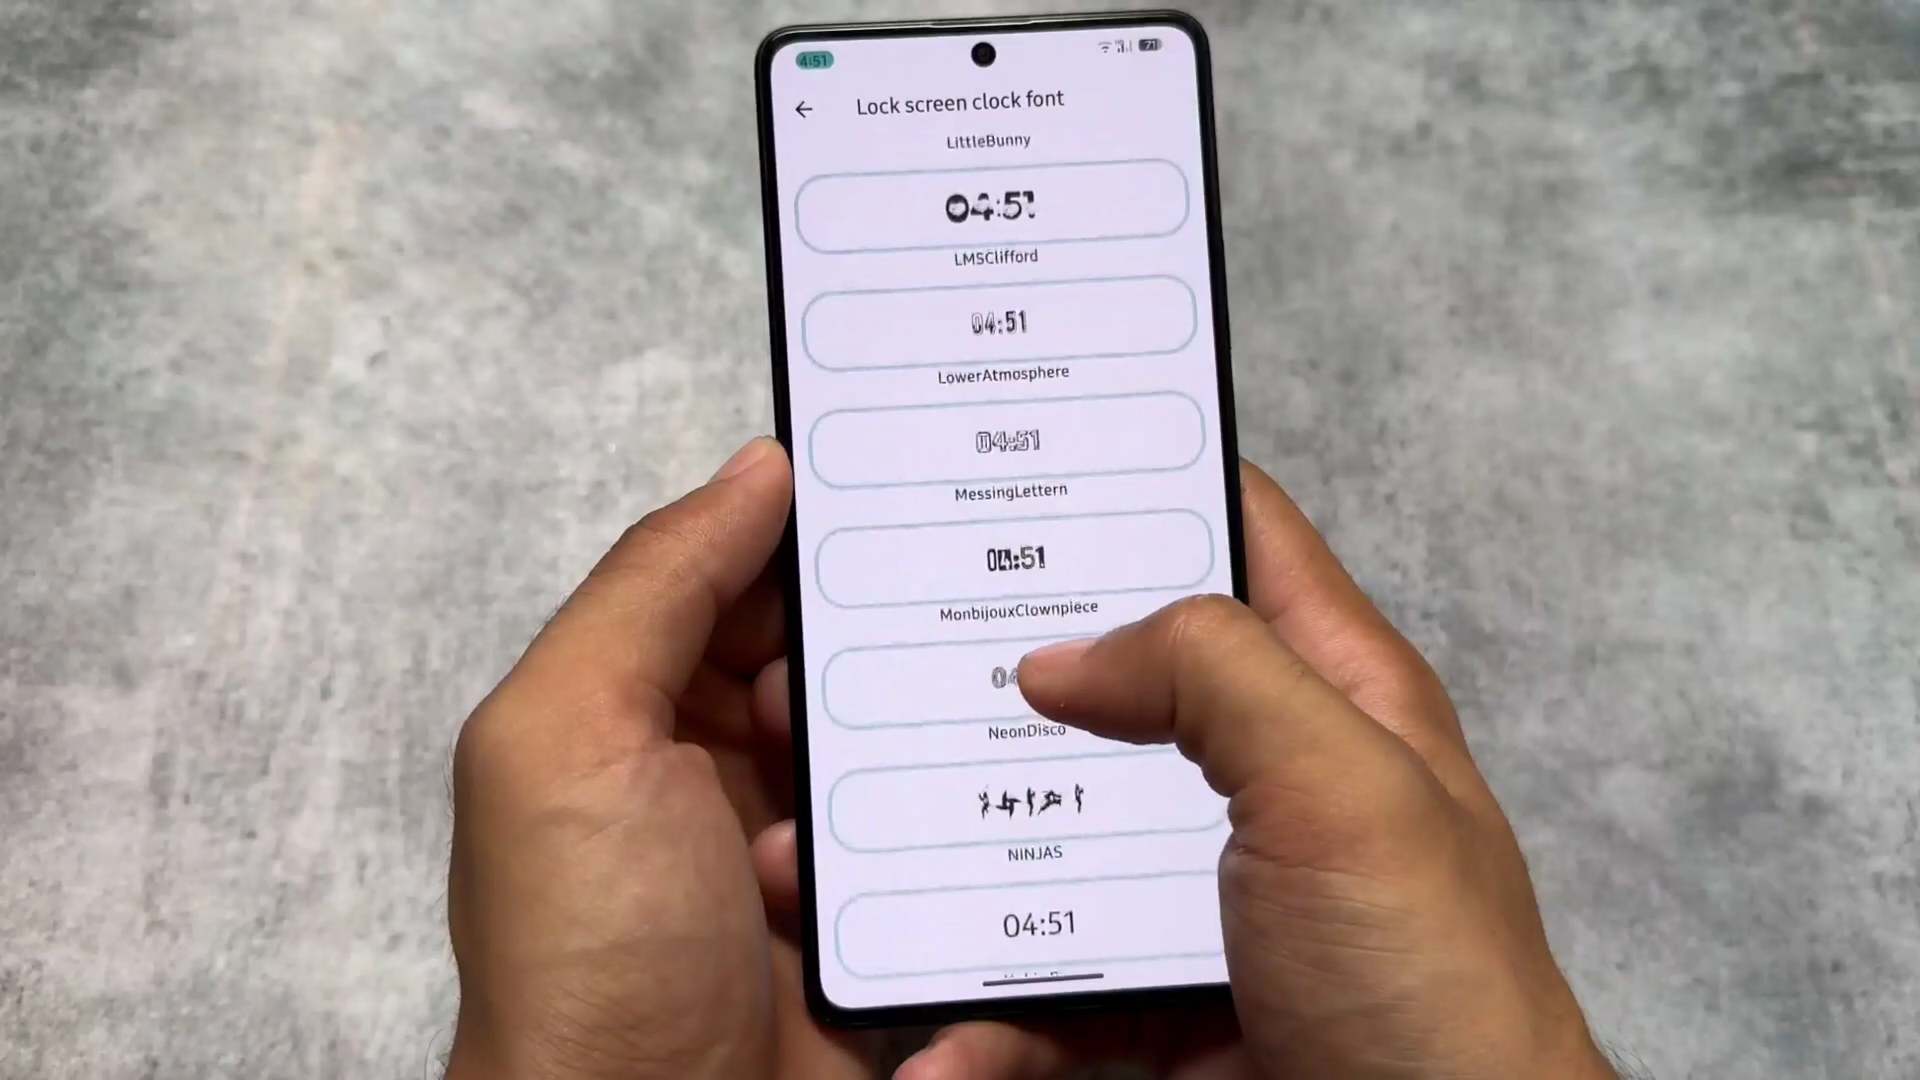 4:51
71
Lock screen clock font
LittleBunny
04:51
LMSClifford
04:51
LowerAtmosphere
04:51
MessingLettern
04:51
MonbijouxClownpiece
04
NeonDisco
NINJAS
04:51